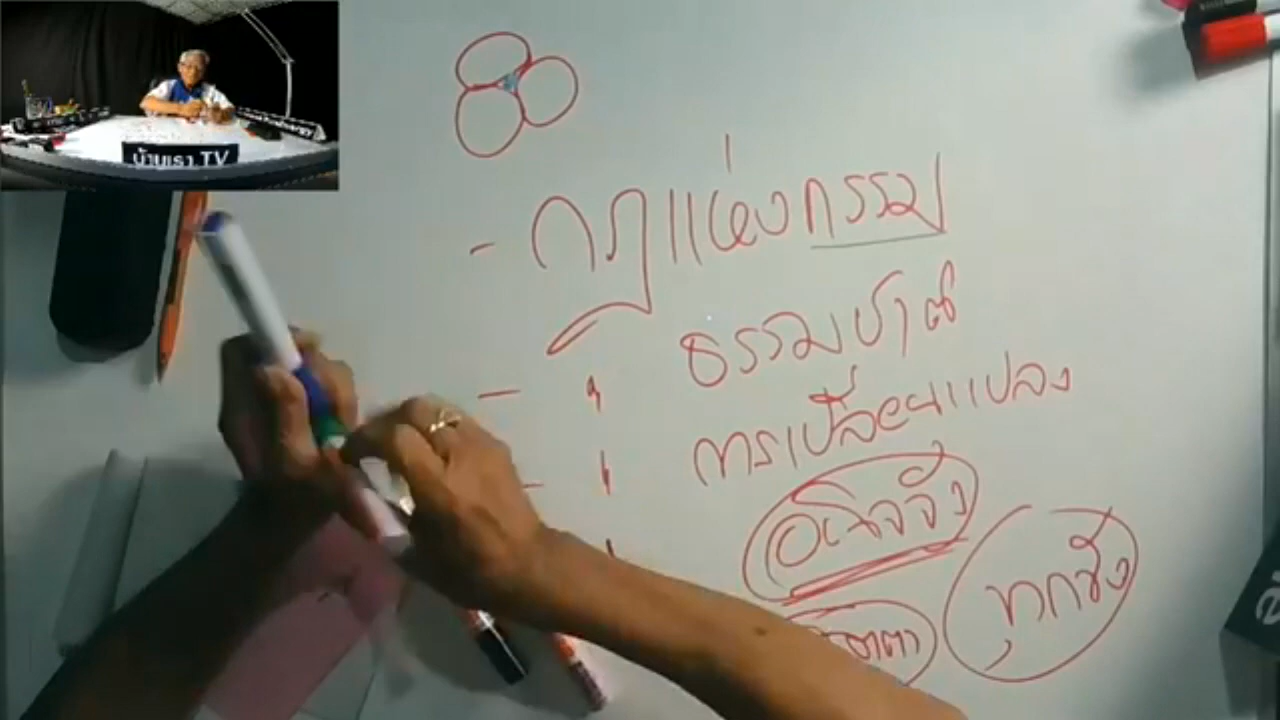 บ้านเรา TV
- กฎแห่งกรรม
- " ธรรมชาติ
- " การเปลี่ยนแปลง
อนิจจัง
ทุกขัง